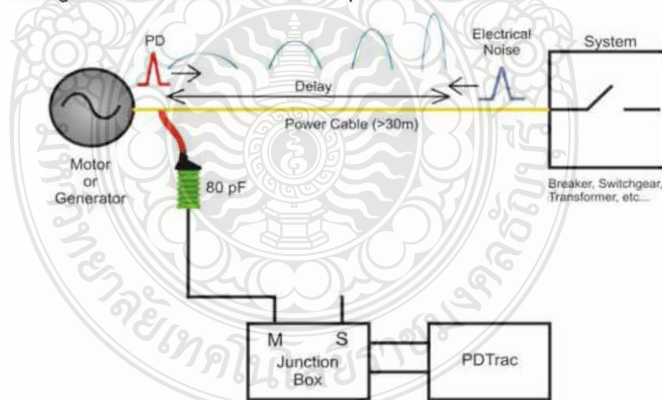 PD
Electrical
Noise
System
Delay
Power Cable (>30m)
Motor
or
Generator
80 pF
Breaker, Switchgear,
Transformer, etc...
M S
Junction
Box
PDTrac